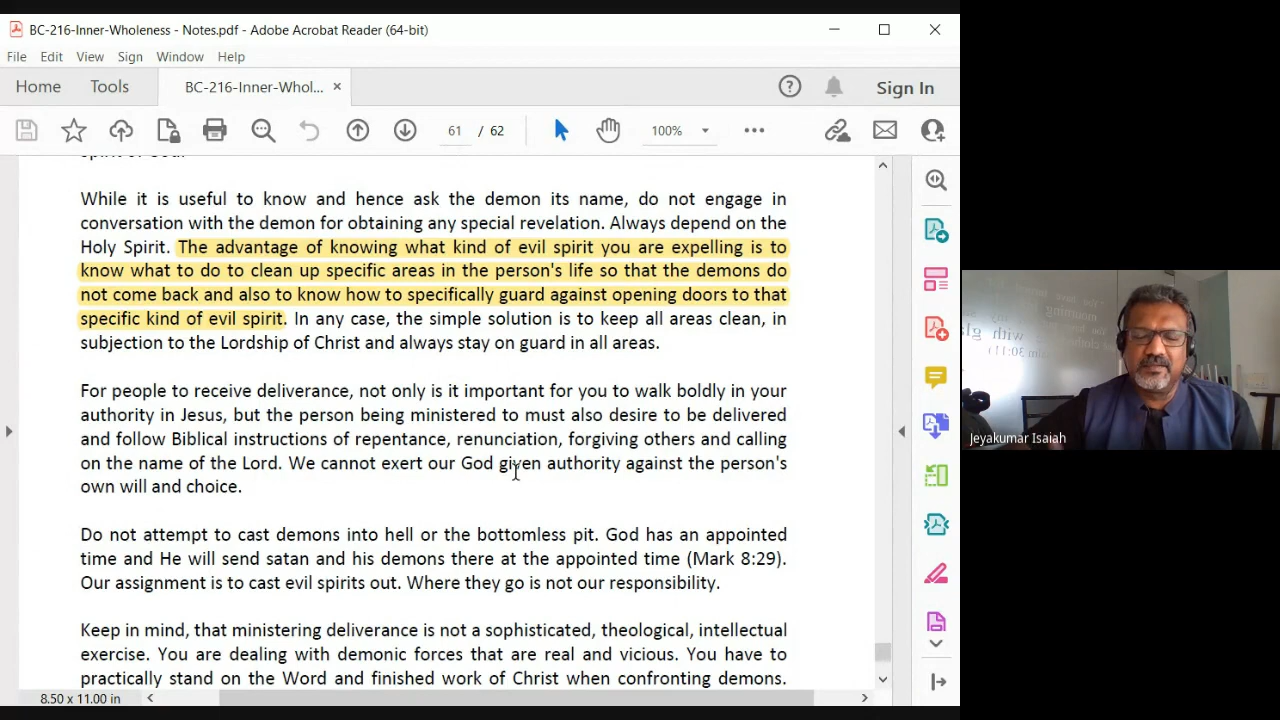 BC-216-Inner-Wholeness - Notes.pdf - Adobe Acrobat Reader (64-bit)
File Edit View Sign Window Help
Home Tools BC-216-Inner-Whol... × Sign In
61 / 62 100%
While it is useful to know and hence ask the demon its name, do not engage in
conversation with the demon for obtaining any special revelation. Always depend on the
Holy Spirit. The advantage of knowing what kind of evil spirit you are expelling is to
know what to do to clean up specific areas in the person's life so that the demons do
not come back and also to know how to specifically guard against opening doors to that
specific kind of evil spirit. In any case, the simple solution is to keep all areas clean, in
subjection to the Lordship of Christ and always stay on guard in all areas.
For people to receive deliverance, not only is it important for you to walk boldly in your
authority in Jesus, but the person being ministered to must also desire to be delivered
and follow Biblical instructions of repentance, renunciation, forgiving others and calling
on the name of the Lord. We cannot exert our God given authority against the person's
own will and choice.
Do not attempt to cast demons into hell or the bottomless pit. God has an appointed
time and He will send satan and his demons there at the appointed time (Mark 8:29).
Our assignment is to cast evil spirits out. Where they go is not our responsibility.
Keep in mind, that ministering deliverance is not a sophisticated, theological, intellectual
exercise. You are dealing with demonic forces that are real and vicious. You have to
practically stand on the Word and finished work of Christ when confronting demons.
8.50 x 11.00 in
Jeyakumar Isaiah